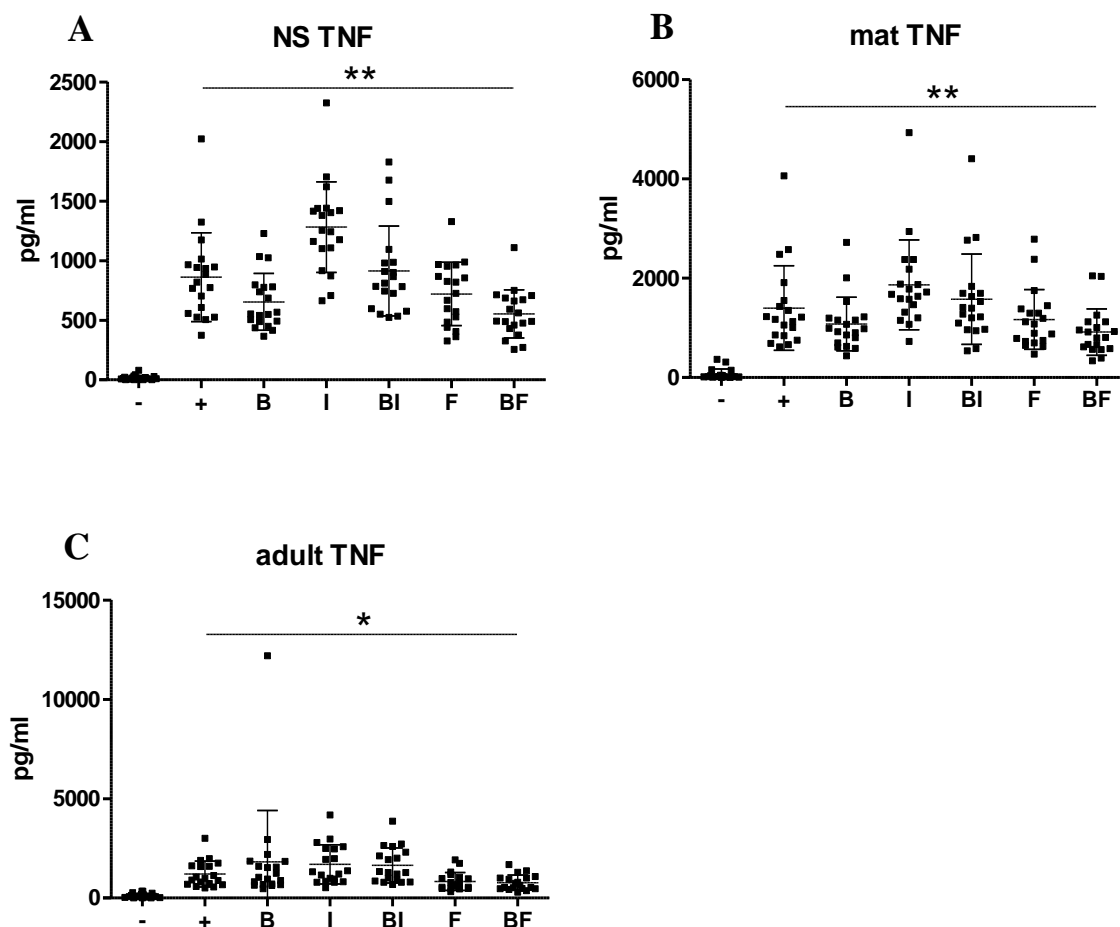 A
NS TNF
**
2500
2000
1500
1000
500
0
pg/ml
- + B I BI F BF
B
mat TNF
**
6000
4000
2000
0
pg/ml
- + B I BI F BF
C
adult TNF
*
15000
10000
5000
0
pg/ml
- + B I BI F BF